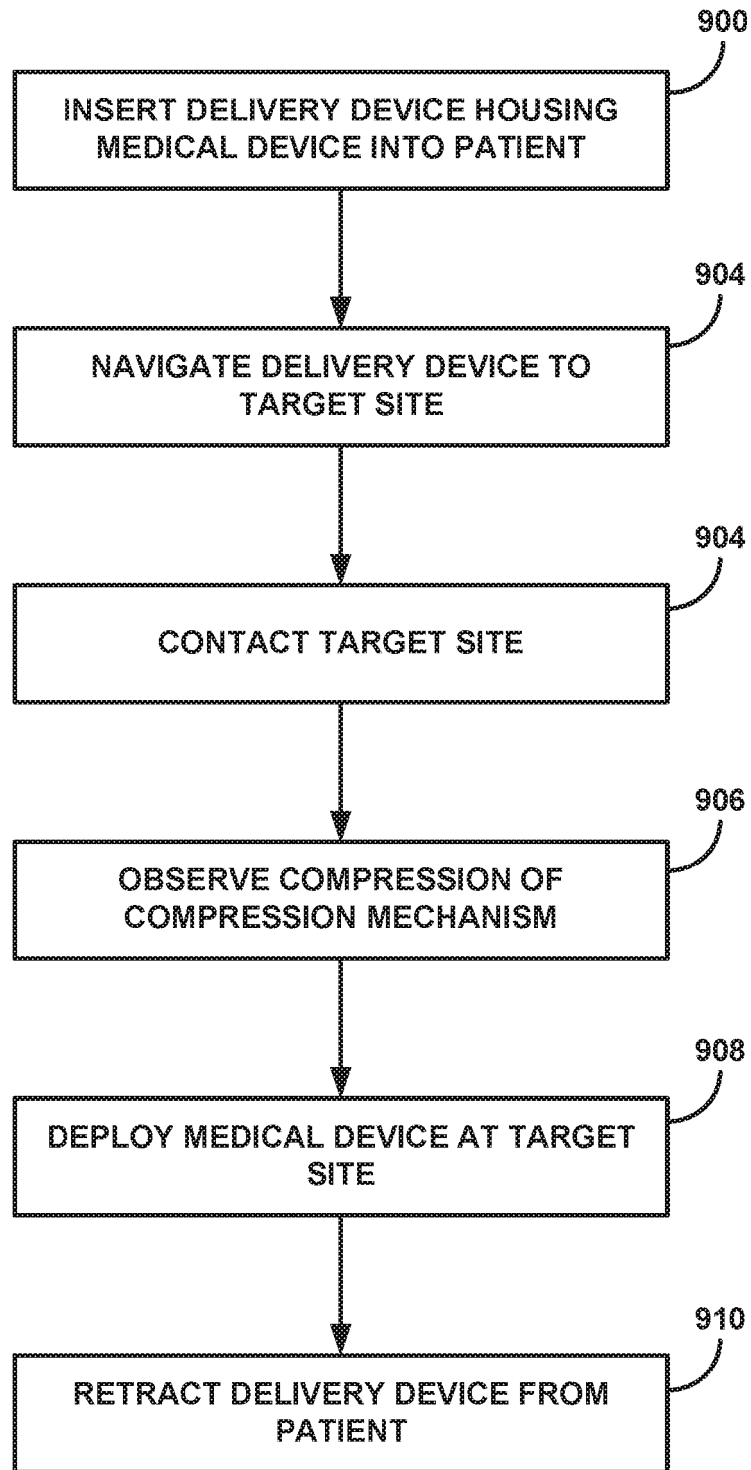 900
INSERT DELIVERY DEVICE HOUSING
MEDICAL DEVICE INTO PATIENT
904
NAVIGATE DELIVERY DEVICE TO
TARGET SITE
904
CONTACT TARGET SITE
906
OBSERVE COMPRESSION OF
COMPRESSION MECHANISM
908
DEPLOY MEDICAL DEVICE AT TARGET
SITE
910
RETRACT DELIVERY DEVICE FROM
PATIENT